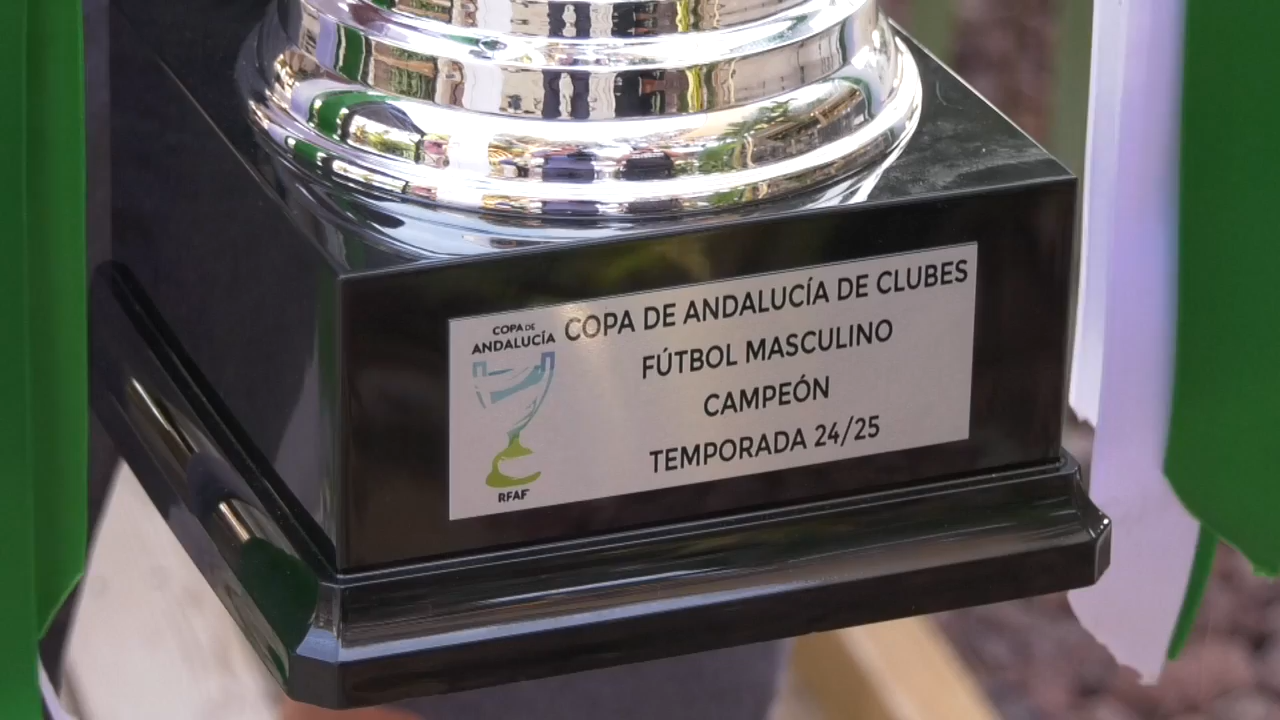 COPA DE
ANDALUCÍA
RFAF
COPA DE ANDALUCÍA DE CLUBES
FÚTBOL MASCULINO
CAMPEÓN
TEMPORADA 24/25